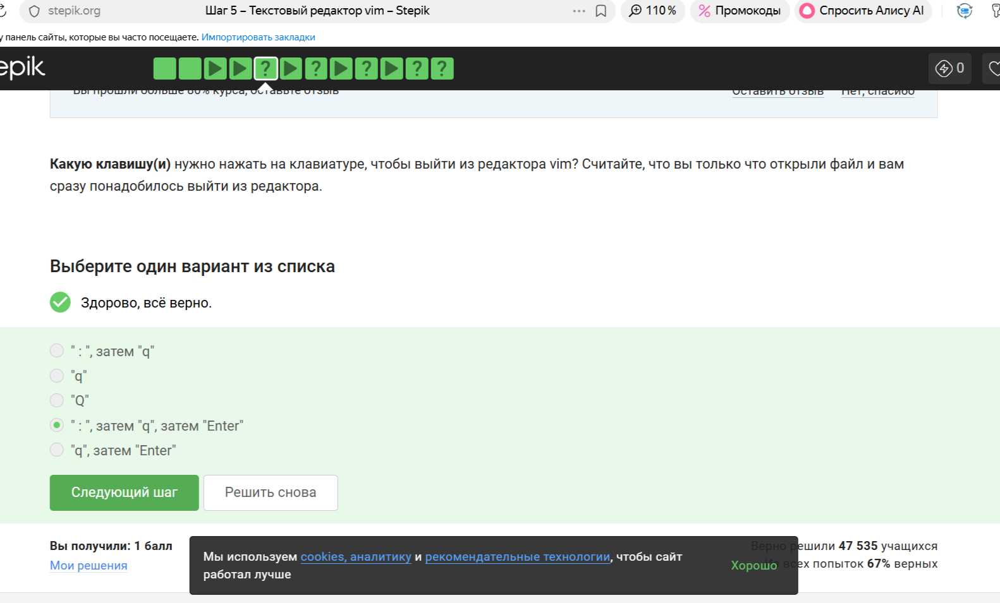 stepik.org
Шаг 5 – Текстовый редактор vim – Stepik
110 %
Промокоды
Спросить Алису AI
у панель сайты, которые вы часто посещаете. Импортировать закладки
epik
? ? ? ? ?
0
Вы прошли больше 80% курса, оставьте отзыв
Оставить отзыв
Нет, спасибо
Какую клавишу(и) нужно нажать на клавиатуре, чтобы выйти из редактора vim? Считайте, что вы только что открыли файл и вам
сразу понадобилось выйти из редактора.
Выберите один вариант из списка
Здорово, всё верно.
" : ", затем "q"
"q"
"Q"
" : ", затем "q", затем "Enter"
"q", затем "Enter"
Следующий шаг
Решить снова
Вы получили: 1 балл
Мои решения
Мы используем cookies, аналитику и рекомендательные технологии, чтобы сайт
работал лучше
Хорошо
Верно решили 47 535 учащихся
Из всех попыток 67% верных